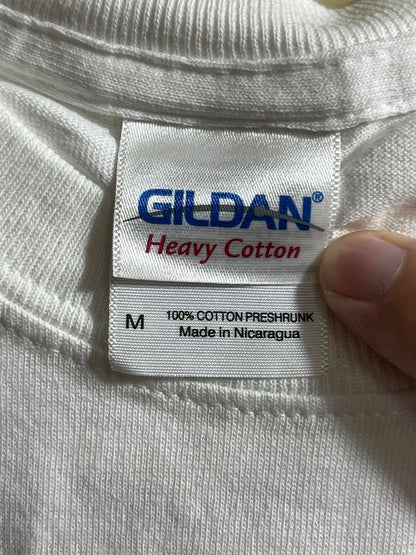 GILDAN®
Heavy Cotton
M
100% COTTON PRESHRUNK
Made in Nicaragua